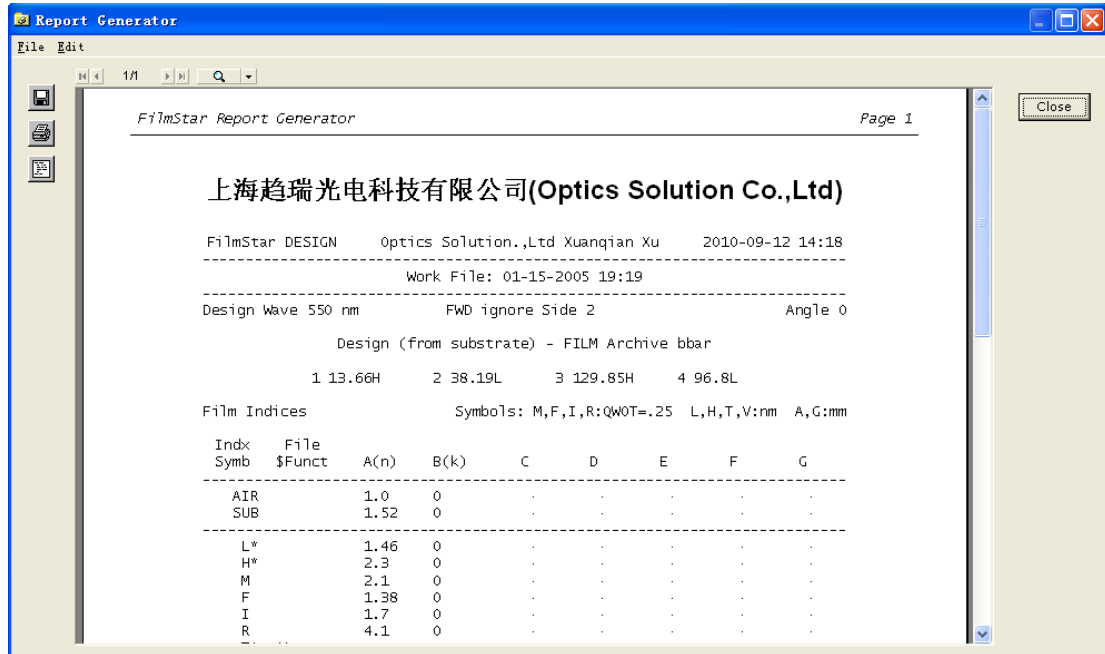 Report Generator
File Edit
1/1
Close
FilmStar Report Generator Page 1
上海趋瑞光电科技有限公司(Optics Solution Co.,Ltd)
FilmStar DESIGN Optics Solution.,Ltd Xuanqian Xu 2010-09-12 14:18
Work File: 01-15-2005 19:19
Design Wave 550 nm FWD ignore Side 2 Angle 0
Design (from substrate) - FILM Archive bbar
1 13.66H 2 38.19L 3 129.85H 4 96.8L
Film Indices Symbols: M,F,I,R:QWOT=.25 L,H,T,V:nm A,G:mm
Indx File
Symb $Funct A(n) B(k) C D E F G
AIR 1.0 0 . . . . .
SUB 1.52 0 . . . . .
L* 1.46 0 . . . . .
H* 2.3 0 . . . . .
M 2.1 0 . . . . .
F 1.38 0 . . . . .
I 1.7 0 . . . . .
R 4.1 0 . . . . .